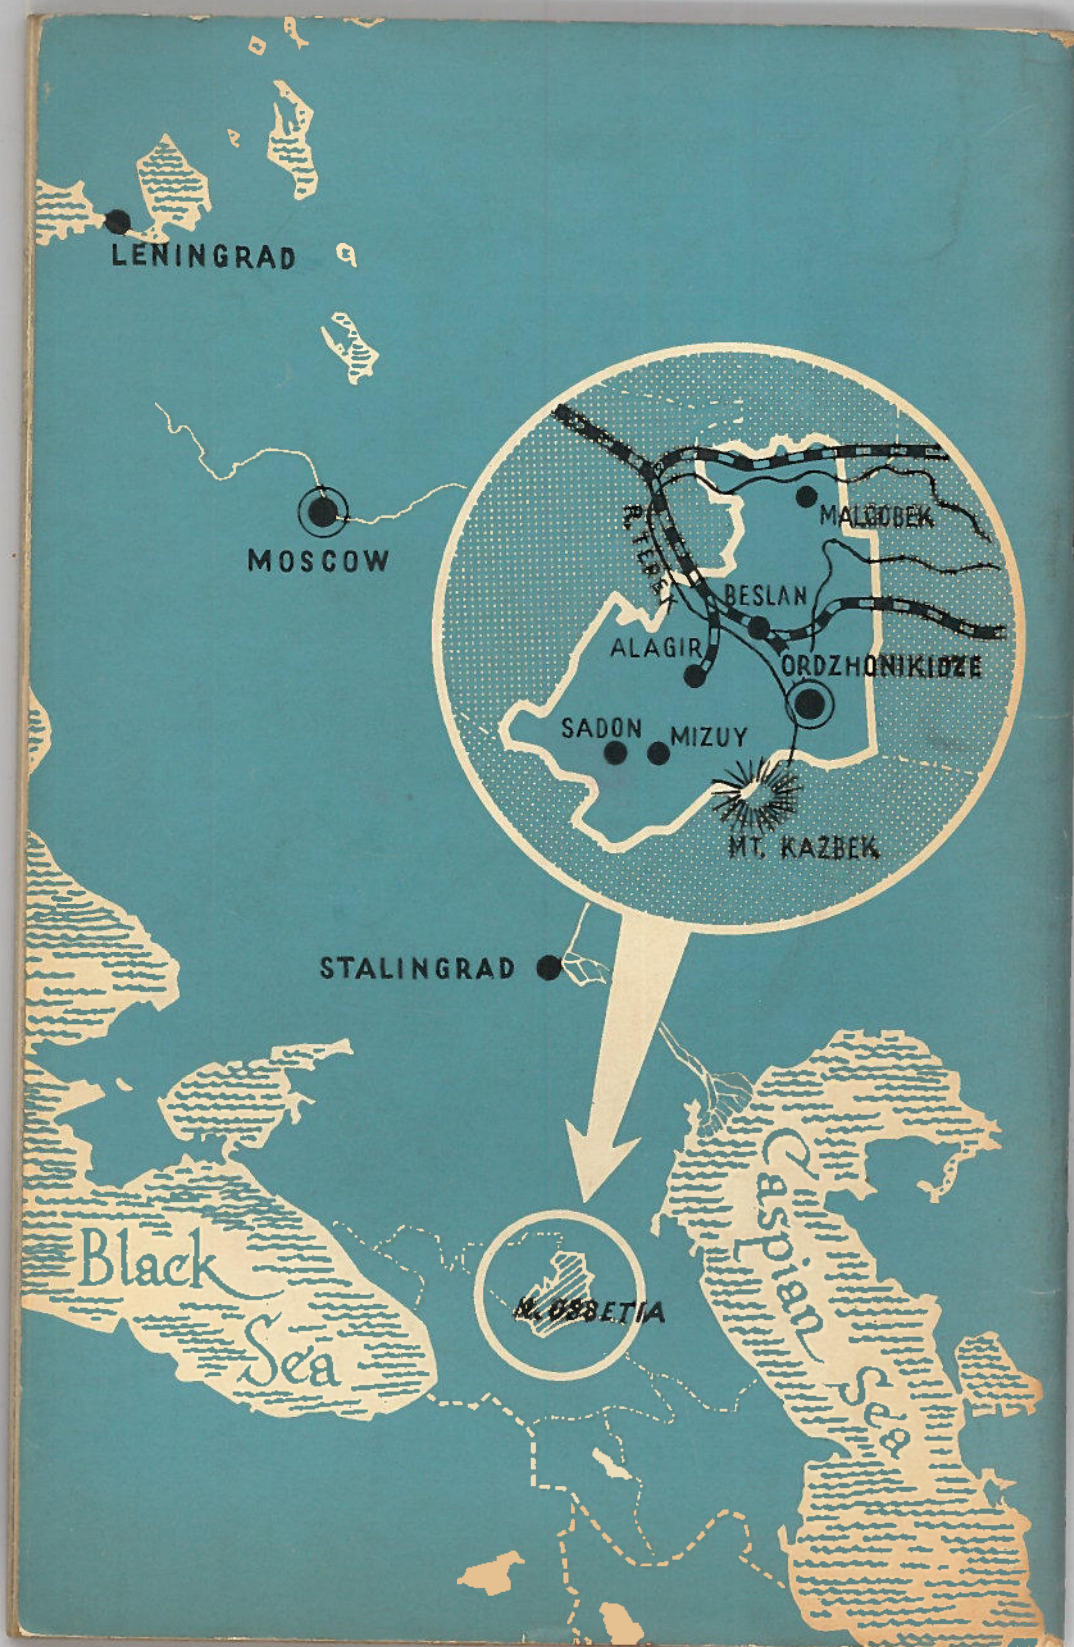 LENINGRAD
MOSCOW
MALGOBEK
R. TEREK
BESLAN
ALAGIR
ORDZHONIKIDZE
SADON
MIZUY
MT. KAZBEK
STALINGRAD
Caspian Sea
Black
Sea
N. OSSETIA